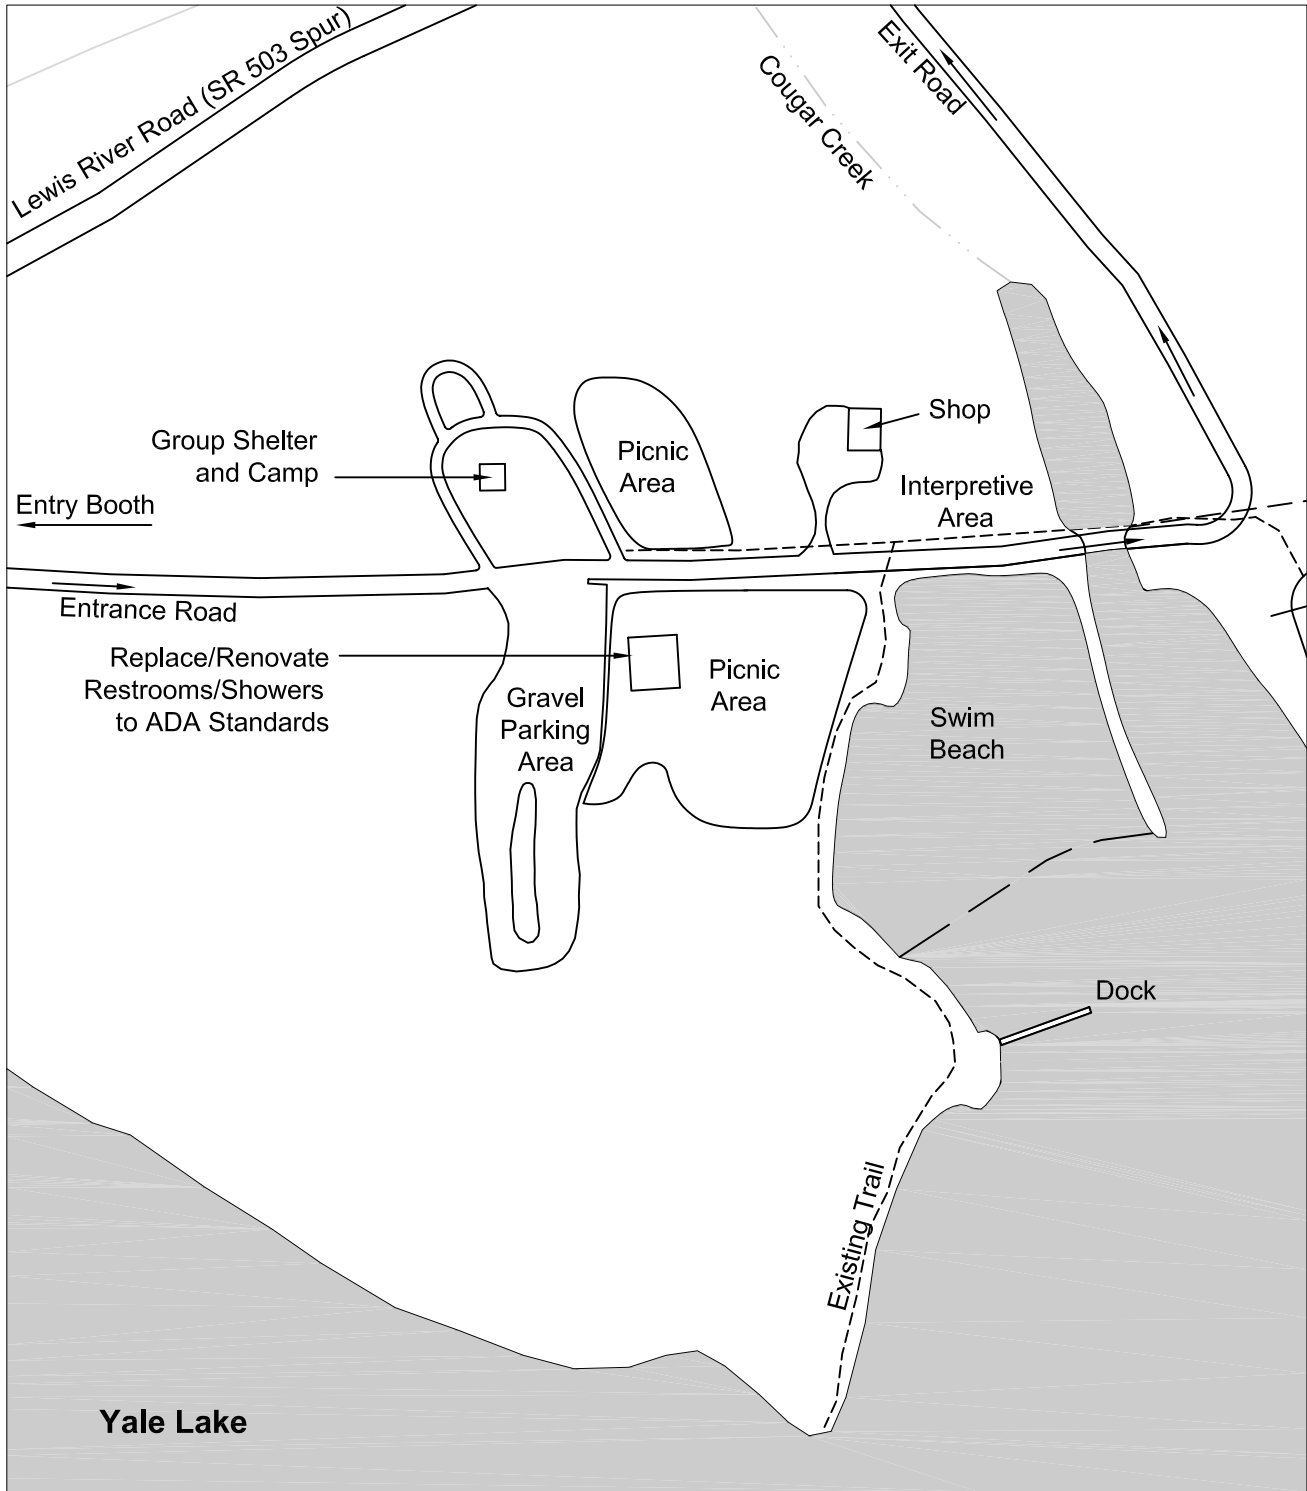 Lewis River Road (SR 503 Spur)
Exit Road
Cougar Creek
Shop
Group Shelter
and Camp
Picnic
Area
Interpretive
Area
Entry Booth
Entrance Road
Replace/Renovate
Restrooms/Showers
to ADA Standards
Gravel
Parking
Area
Picnic
Area
Swim
Beach
Dock
Existing Trail
Yale Lake